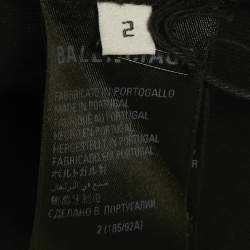 2
BALENCIAGA
FABRICATO IN PORTOGALLO
MADE IN PORTUGAL
FABRIQUÉ AU PORTUGAL
HECHO EN PORTUGAL
HERGESTELLT IN PORTUGAL
FABRICADO EM PORTUGAL
ポルトガル製
صنع في البرتغال
葡萄牙制造
СДЕЛАНО В ПОРТУГАЛИИ
2 (185/92A)